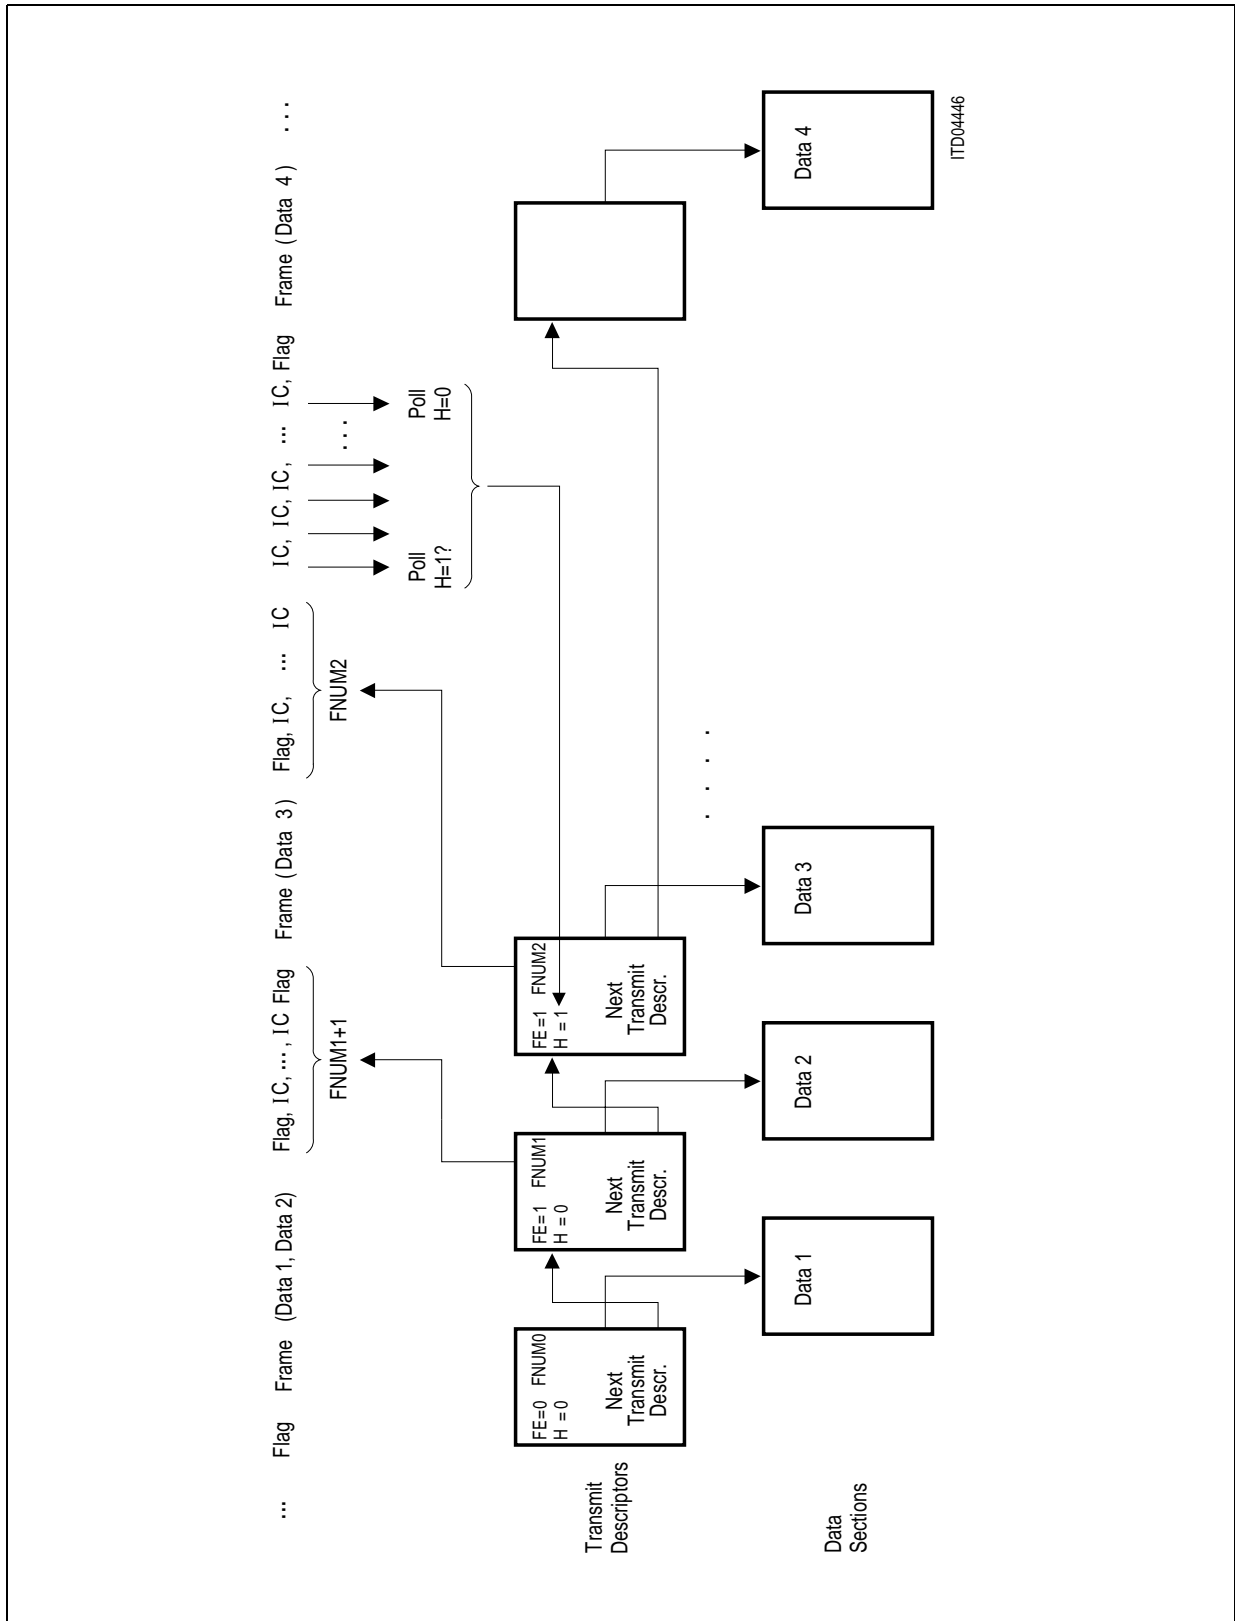 ... Flag Frame (Data 1, Data 2) Flag, IC, ..., IC Flag Frame (Data 3) Flag, IC, ... IC IC, IC, IC, ... IC, Flag Frame (Data 4) ...
FNUM1+1
FNUM2
...
Poll
H=1?
Poll
H=0
Transmit
Descriptors
FE=0 FNUM0
H =0
Next
Transmit
Descr.
FE=1 FNUM1
H =0
Next
Transmit
Descr.
FE=1 FNUM2
H =1
Next
Transmit
Descr.
. . . .
Data
Sections
Data 1
Data 2
Data 3
Data 4
ITD04446